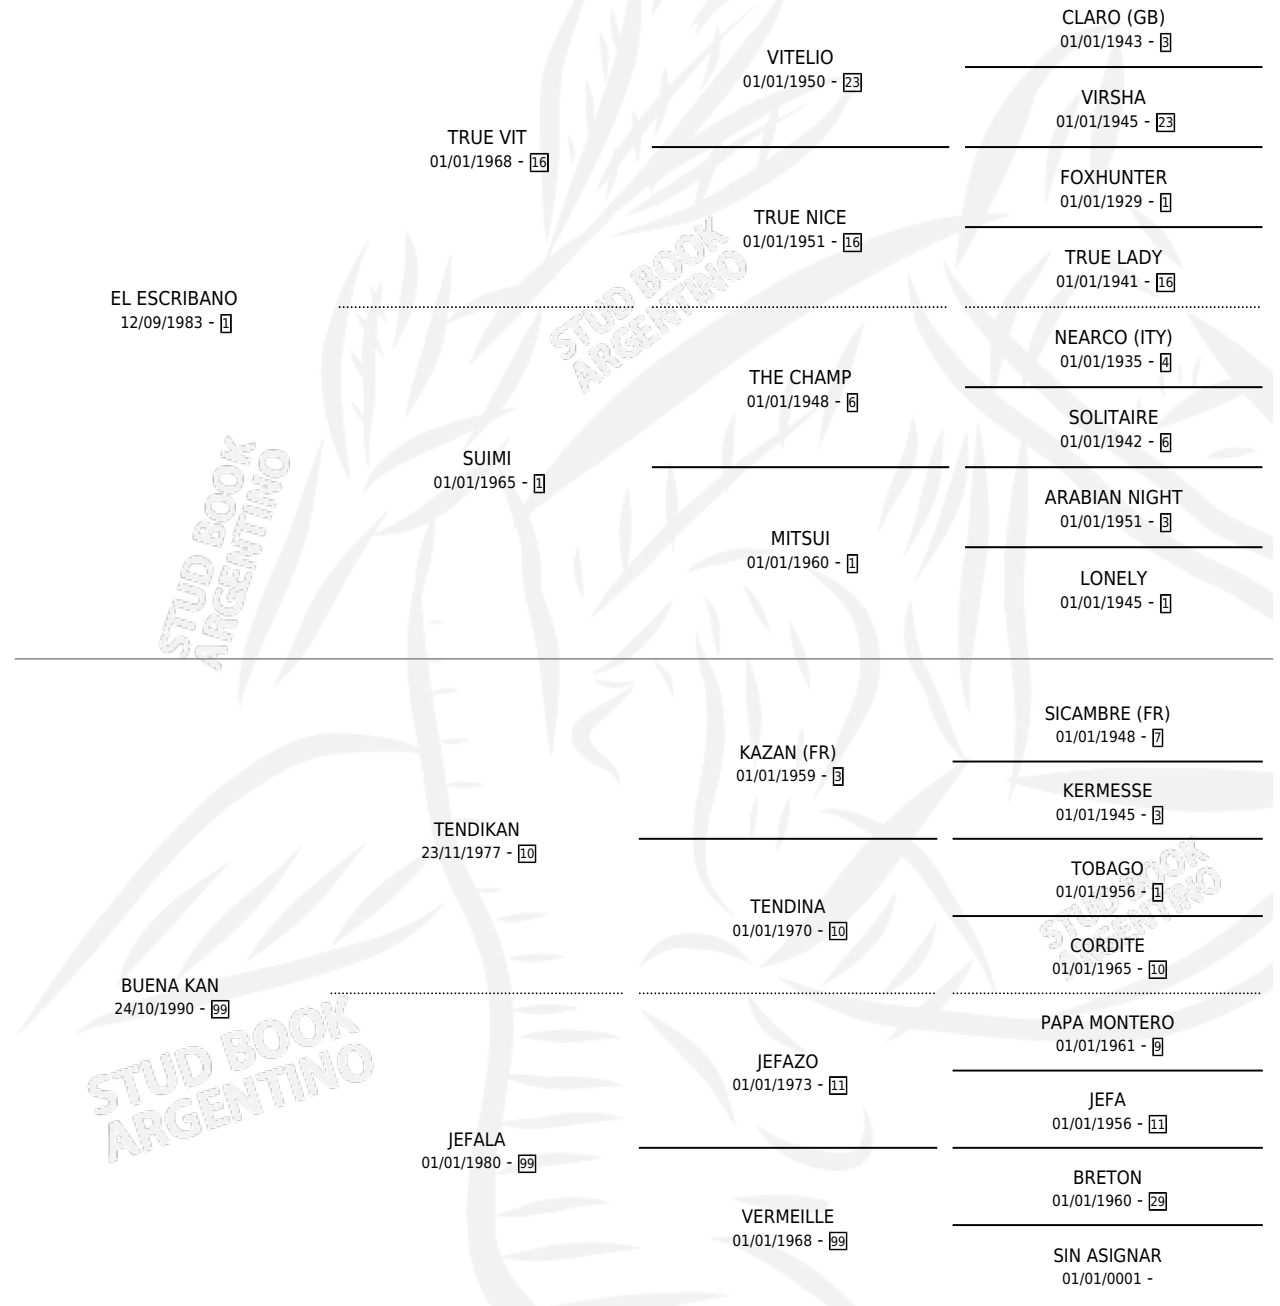 CLARO (GB)
01/01/1943 - 3
VITELIO
01/01/1950 - 23
VIRSHA
01/01/1945 - 23
TRUE VIT
01/01/1968 - 16
FOXHUNTER
01/01/1929 - 1
TRUE NICE
01/01/1951 - 16
TRUE LADY
01/01/1941 - 16
EL ESCRIBANO
12/09/1983 - 1
NEARCO (ITY)
01/01/1935 - 4
THE CHAMP
01/01/1948 - 6
SOLITAIRE
01/01/1942 - 6
SUIMI
01/01/1965 - 1
ARABIAN NIGHT
01/01/1951 - 3
MITSUI
01/01/1960 - 1
LONELY
01/01/1945 - 1
SICAMBRE (FR)
01/01/1948 - 7
KAZAN (FR)
01/01/1959 - 3
KERMESSE
01/01/1945 - 3
TENDIKAN
23/11/1977 - 10
TOBAGO
01/01/1956 - 1
TENDINA
01/01/1970 - 10
CORDITE
01/01/1965 - 10
BUENA KAN
24/10/1990 - 99
PAPA MONTERO
01/01/1961 - 9
JEFAZO
01/01/1973 - 11
JEFA
01/01/1956 - 11
JEFALA
01/01/1980 - 99
BRETON
01/01/1960 - 29
VERMEILLE
01/01/1968 - 99
SIN ASIGNAR
01/01/0001 -
STUD BOOK
ARGENTINO
STUD BOOK
ARGENTINO
STUD BOOK
ARGENTINO
STUD BOOK
ARGENTINO